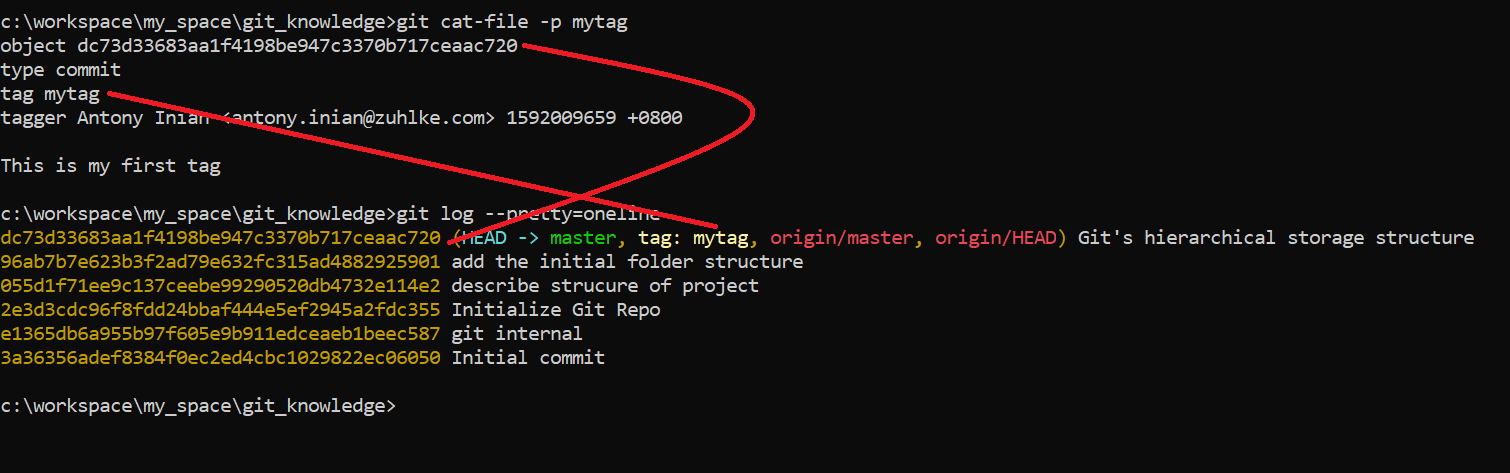 c:\workspace\my_space\git_knowledge>git cat-file -p mytag
object dc73d33683aa1f4198be947c3370b717ceaac720
type commit
tag mytag
tagger Antony Inian <antony.inian@zuhlke.com> 1592009659 +0800
This is my first tag
c:\workspace\my_space\git_knowledge>git log --pretty=oneline
dc73d33683aa1f4198be947c3370b717ceaac720 (HEAD -> master, tag: mytag, origin/master, origin/HEAD) Git's hierarchical storage structure
96ab7b7e623b3f2ad79e632fc315ad4882925901 add the initial folder structure
055d1f71ee9c137ceebe99290520db4732e114e2 describe strucure of project
2e3d3cdc96f8fdd24bbaf444e5ef2945a2fdc355 Initialize Git Repo
e1365db6a955b97f605e9b911edceaeb1beec587 git internal
3a36356adef8384f0ec2ed4cbc1029822ec06050 Initial commit
c:\workspace\my_space\git_knowledge>